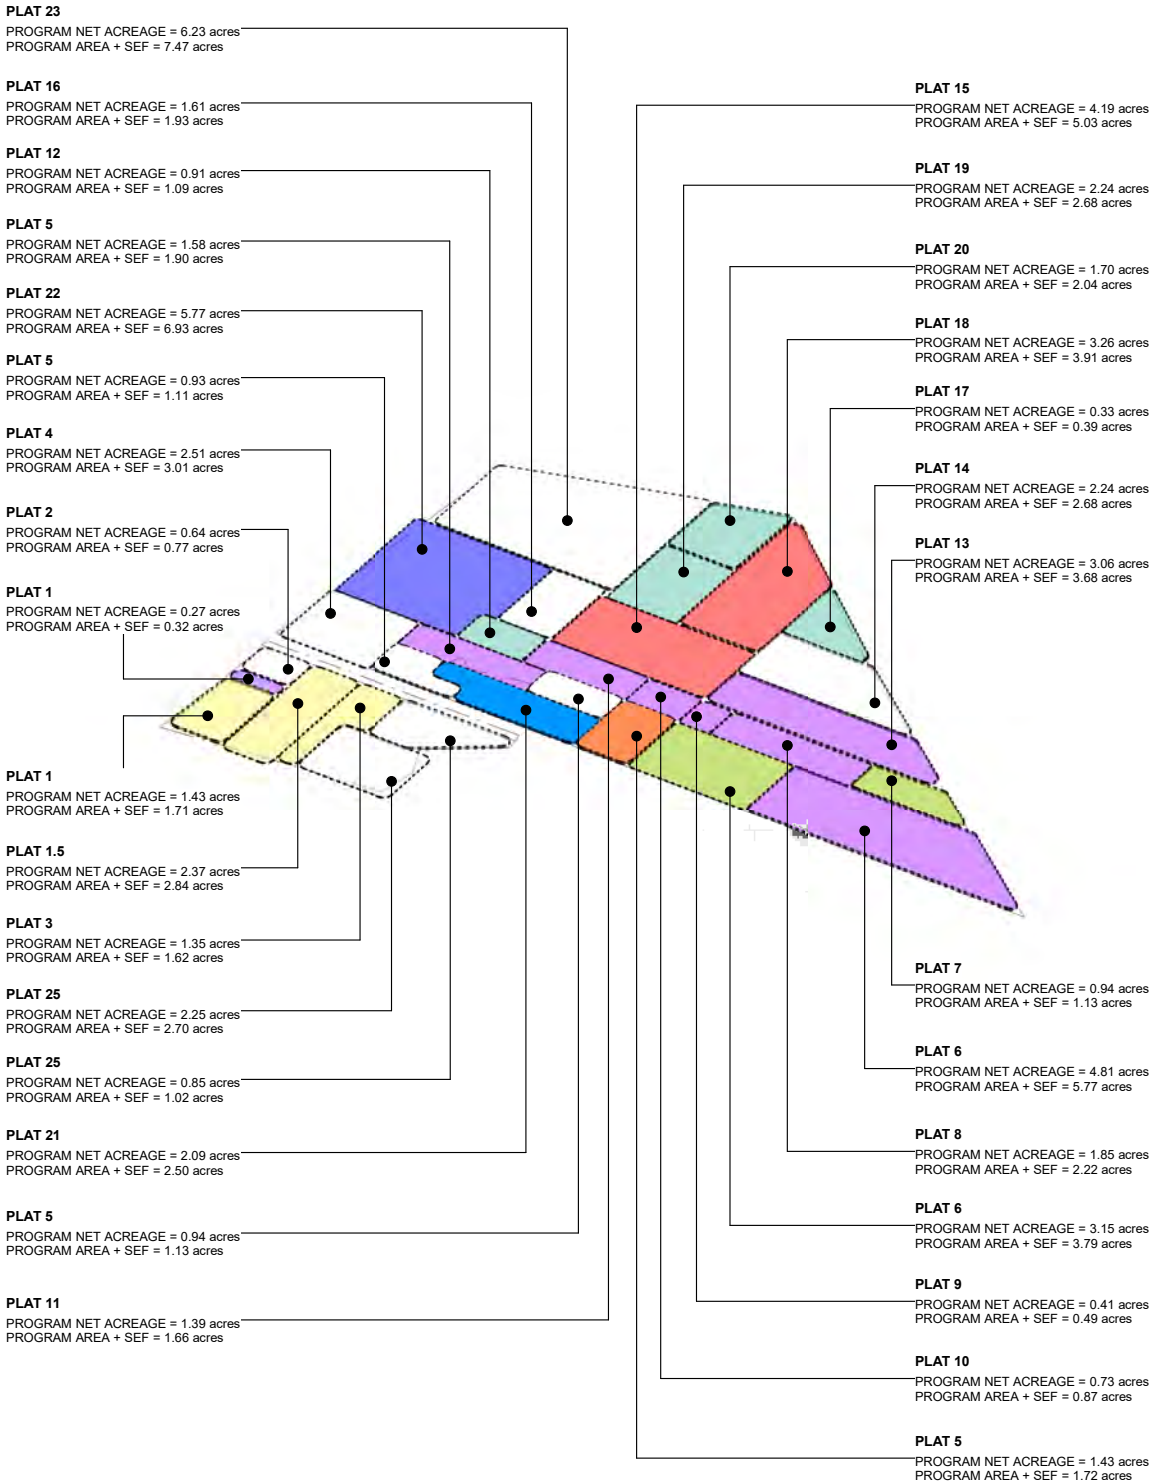 PLAT 23
PROGRAM NET ACREAGE = 6.23 acres
PROGRAM AREA + SEF = 7.47 acres
PLAT 16
PROGRAM NET ACREAGE = 1.61 acres
PROGRAM AREA + SEF = 1.93 acres
PLAT 12
PROGRAM NET ACREAGE = 0.91 acres
PROGRAM AREA + SEF = 1.09 acres
PLAT 5
PROGRAM NET ACREAGE = 1.58 acres
PROGRAM AREA + SEF = 1.90 acres
PLAT 22
PROGRAM NET ACREAGE = 5.77 acres
PROGRAM AREA + SEF = 6.93 acres
PLAT 5
PROGRAM NET ACREAGE = 0.93 acres
PROGRAM AREA + SEF = 1.11 acres
PLAT 4
PROGRAM NET ACREAGE = 2.51 acres
PROGRAM AREA + SEF = 3.01 acres
PLAT 2
PROGRAM NET ACREAGE = 0.64 acres
PROGRAM AREA + SEF = 0.77 acres
PLAT 1
PROGRAM NET ACREAGE = 0.27 acres
PROGRAM AREA + SEF = 0.32 acres
PLAT 1
PROGRAM NET ACREAGE = 1.43 acres
PROGRAM AREA + SEF = 1.71 acres
PLAT 1.5
PROGRAM NET ACREAGE = 2.37 acres
PROGRAM AREA + SEF = 2.84 acres
PLAT 3
PROGRAM NET ACREAGE = 1.35 acres
PROGRAM AREA + SEF = 1.62 acres
PLAT 25
PROGRAM NET ACREAGE = 2.25 acres
PROGRAM AREA + SEF = 2.70 acres
PLAT 25
PROGRAM NET ACREAGE = 0.85 acres
PROGRAM AREA + SEF = 1.02 acres
PLAT 21
PROGRAM NET ACREAGE = 2.09 acres
PROGRAM AREA + SEF = 2.50 acres
PLAT 5
PROGRAM NET ACREAGE = 0.94 acres
PROGRAM AREA + SEF = 1.13 acres
PLAT 11
PROGRAM NET ACREAGE = 1.39 acres
PROGRAM AREA + SEF = 1.66 acres
PLAT 15
PROGRAM NET ACREAGE = 4.19 acres
PROGRAM AREA + SEF = 5.03 acres
PLAT 19
PROGRAM NET ACREAGE = 2.24 acres
PROGRAM AREA + SEF = 2.68 acres
PLAT 20
PROGRAM NET ACREAGE = 1.70 acres
PROGRAM AREA + SEF = 2.04 acres
PLAT 18
PROGRAM NET ACREAGE = 3.26 acres
PROGRAM AREA + SEF = 3.91 acres
PLAT 17
PROGRAM NET ACREAGE = 0.33 acres
PROGRAM AREA + SEF = 0.39 acres
PLAT 14
PROGRAM NET ACREAGE = 2.24 acres
PROGRAM AREA + SEF = 2.68 acres
PLAT 13
PROGRAM NET ACREAGE = 3.06 acres
PROGRAM AREA + SEF = 3.68 acres
PLAT 7
PROGRAM NET ACREAGE = 0.94 acres
PROGRAM AREA + SEF = 1.13 acres
PLAT 6
PROGRAM NET ACREAGE = 4.81 acres
PROGRAM AREA + SEF = 5.77 acres
PLAT 8
PROGRAM NET ACREAGE = 1.85 acres
PROGRAM AREA + SEF = 2.22 acres
PLAT 6
PROGRAM NET ACREAGE = 3.15 acres
PROGRAM AREA + SEF = 3.79 acres
PLAT 9
PROGRAM NET ACREAGE = 0.41 acres
PROGRAM AREA + SEF = 0.49 acres
PLAT 10
PROGRAM NET ACREAGE = 0.73 acres
PROGRAM AREA + SEF = 0.87 acres
PLAT 5
PROGRAM NET ACREAGE = 1.43 acres
PROGRAM AREA + SEF = 1.72 acres